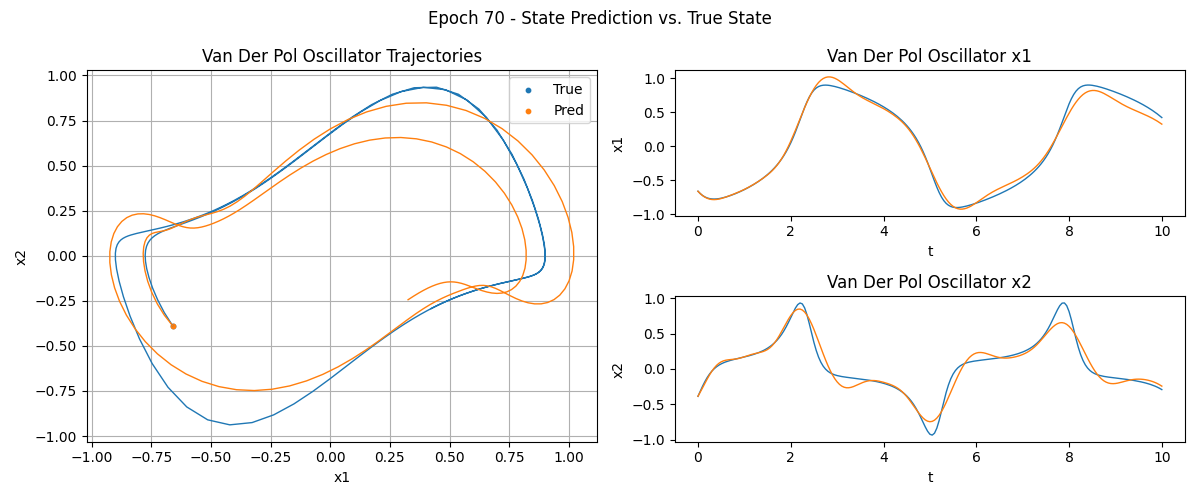 Epoch 70 - State Prediction vs. True State
Van Der Pol Oscillator Trajectories
1.00
0.75
0.50
0.25
0.00
−0.25
−0.50
−0.75
−1.00
x2
True
Pred
−1.00 −0.75 −0.50 −0.25 0.00 0.25 0.50 0.75 1.00
x1
Van Der Pol Oscillator x1
1.0
0.5
0.0
−0.5
−1.0
x1
0 2 4 6 8 10
t
Van Der Pol Oscillator x2
1.0
0.5
0.0
−0.5
−1.0
x2
0 2 4 6 8 10
t